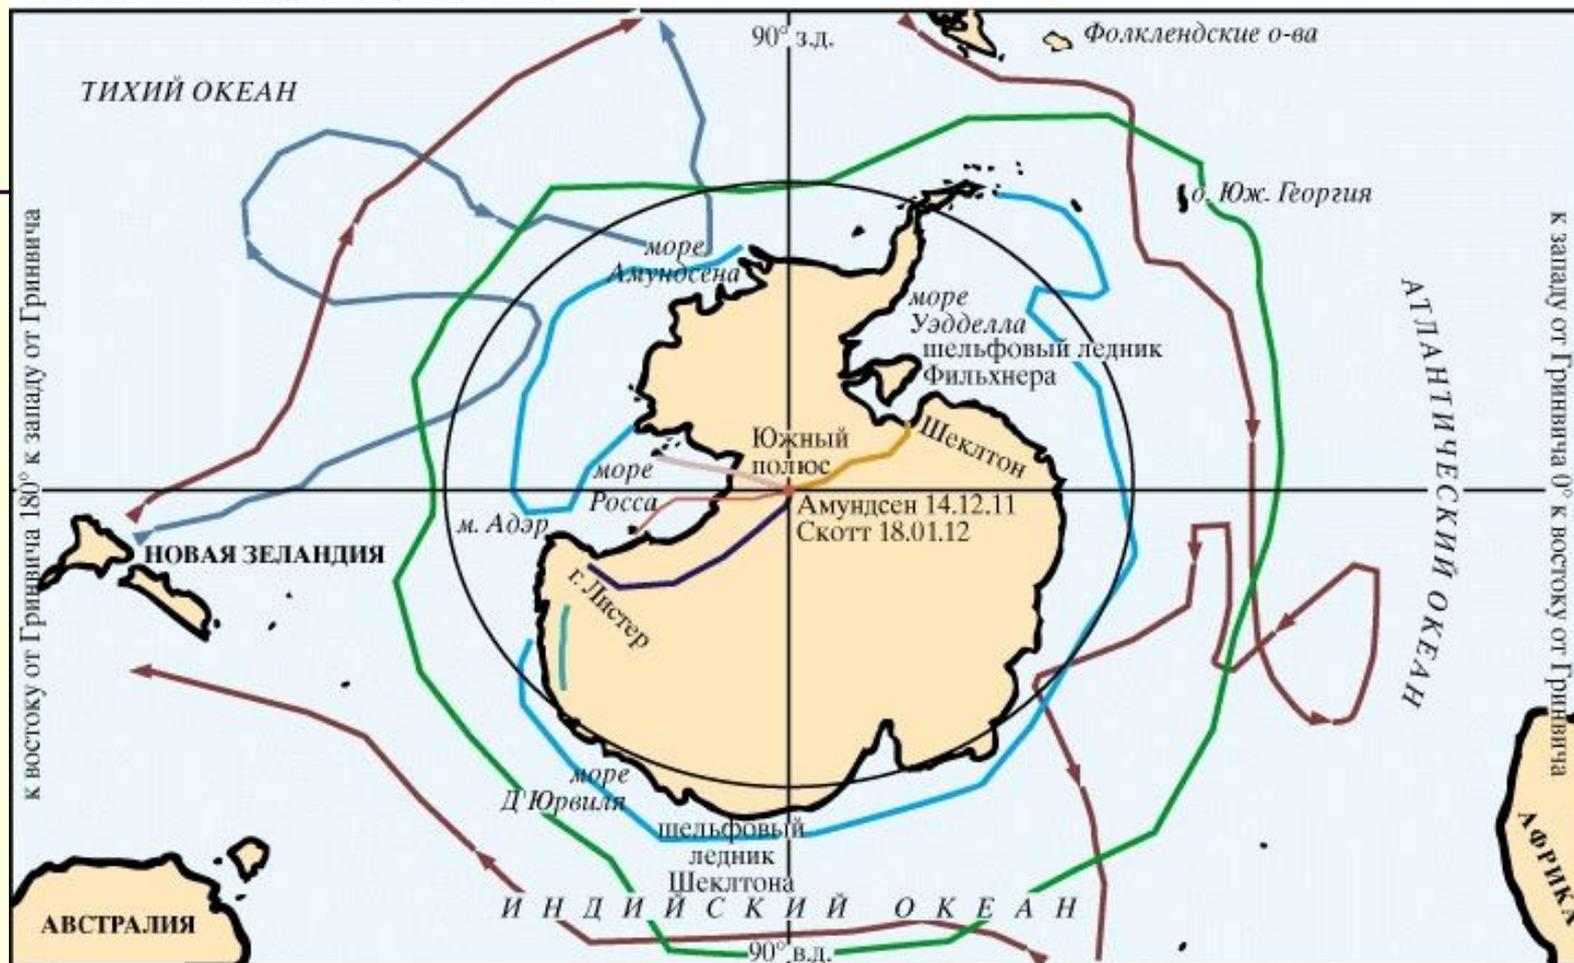 90° з.д.
Фолклендские о-ва
ТИХИЙ ОКЕАН
о. Юж. Георгия
к востоку от Гринвича 180° к западу от Гринвича
к западу от Гринвича 0° к востоку от Гринвича
море
Амундсена
море
Уэдделла
шельфовый ледник
Фильхнера
АТЛАНТИЧЕСКИЙ ОКЕАН
Шеклтон
Южный
полюс
море
Росса
Амундсен 14.12.11
Скотт 18.01.12
м. Адэр
НОВАЯ ЗЕЛАНДИЯ
г. Листер
море
Д'Юрвиля
шельфовый
ледник
Шеклтона
ИНДИЙСКИЙ ОКЕАН
АВСТРАЛИЯ
АФРИКА
90° в.д.